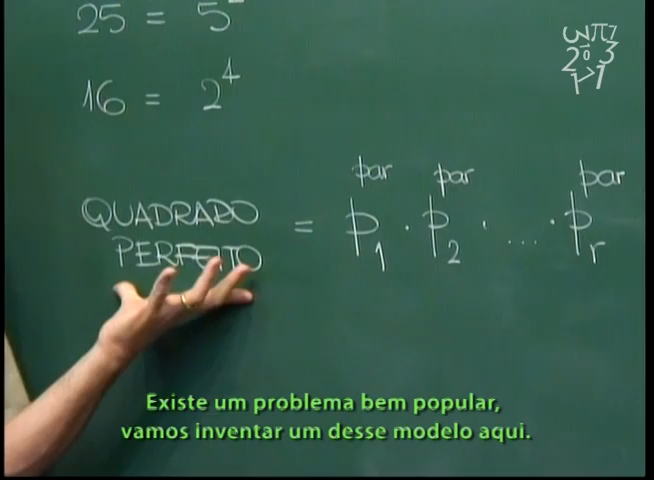 25 = 5²
16 = 2⁴
QUADRADO PERFEITO = p₁^par · p₂^par · .... · pᵣ^par
Existe um problema bem popular,
vamos inventar um desse modelo aqui.